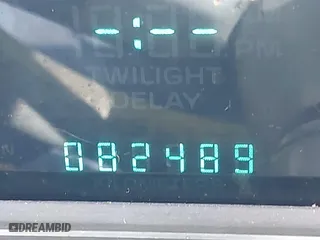 -:--
PM
TWILIGHT
DELAY
082489
DREAMBID